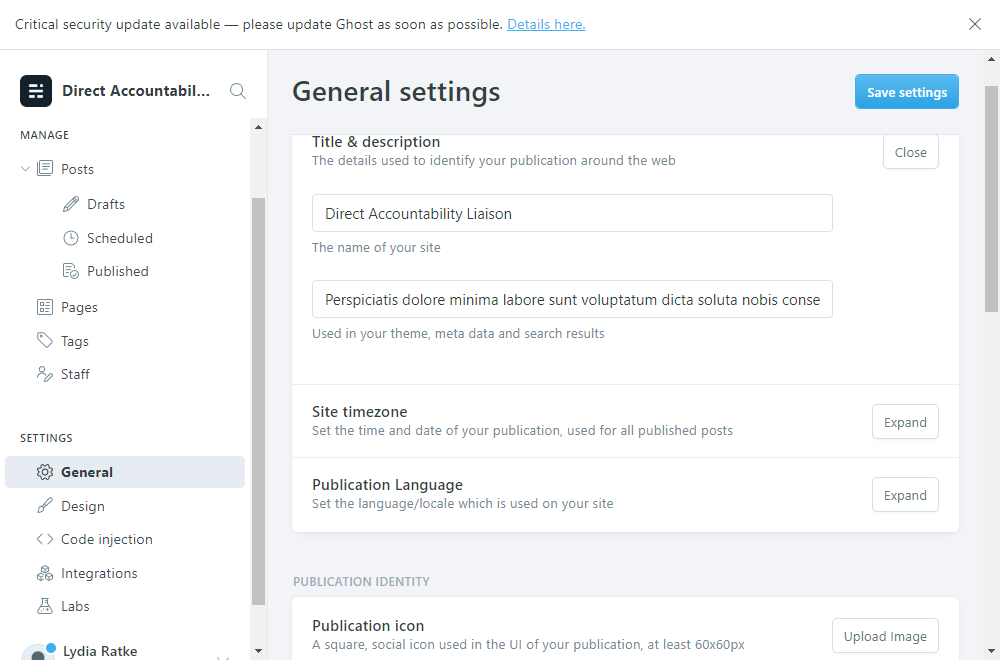 Critical security update available — please update Ghost as soon as possible. Details here.
Direct Accountabil...
MANAGE
Posts
Drafts
Scheduled
Published
Pages
Tags
Staff
SETTINGS
General
Design
Code injection
Integrations
Labs
Lydia Ratke
General settings
Save settings
Title & description
The details used to identify your publication around the web
Close
Direct Accountability Liaison
The name of your site
Perspiciatis dolore minima labore sunt voluptatum dicta soluta nobis conse
Used in your theme, meta data and search results
Site timezone
Set the time and date of your publication, used for all published posts
Expand
Publication Language
Set the language/locale which is used on your site
Expand
PUBLICATION IDENTITY
Publication icon
A square, social icon used in the UI of your publication, at least 60x60px
Upload Image